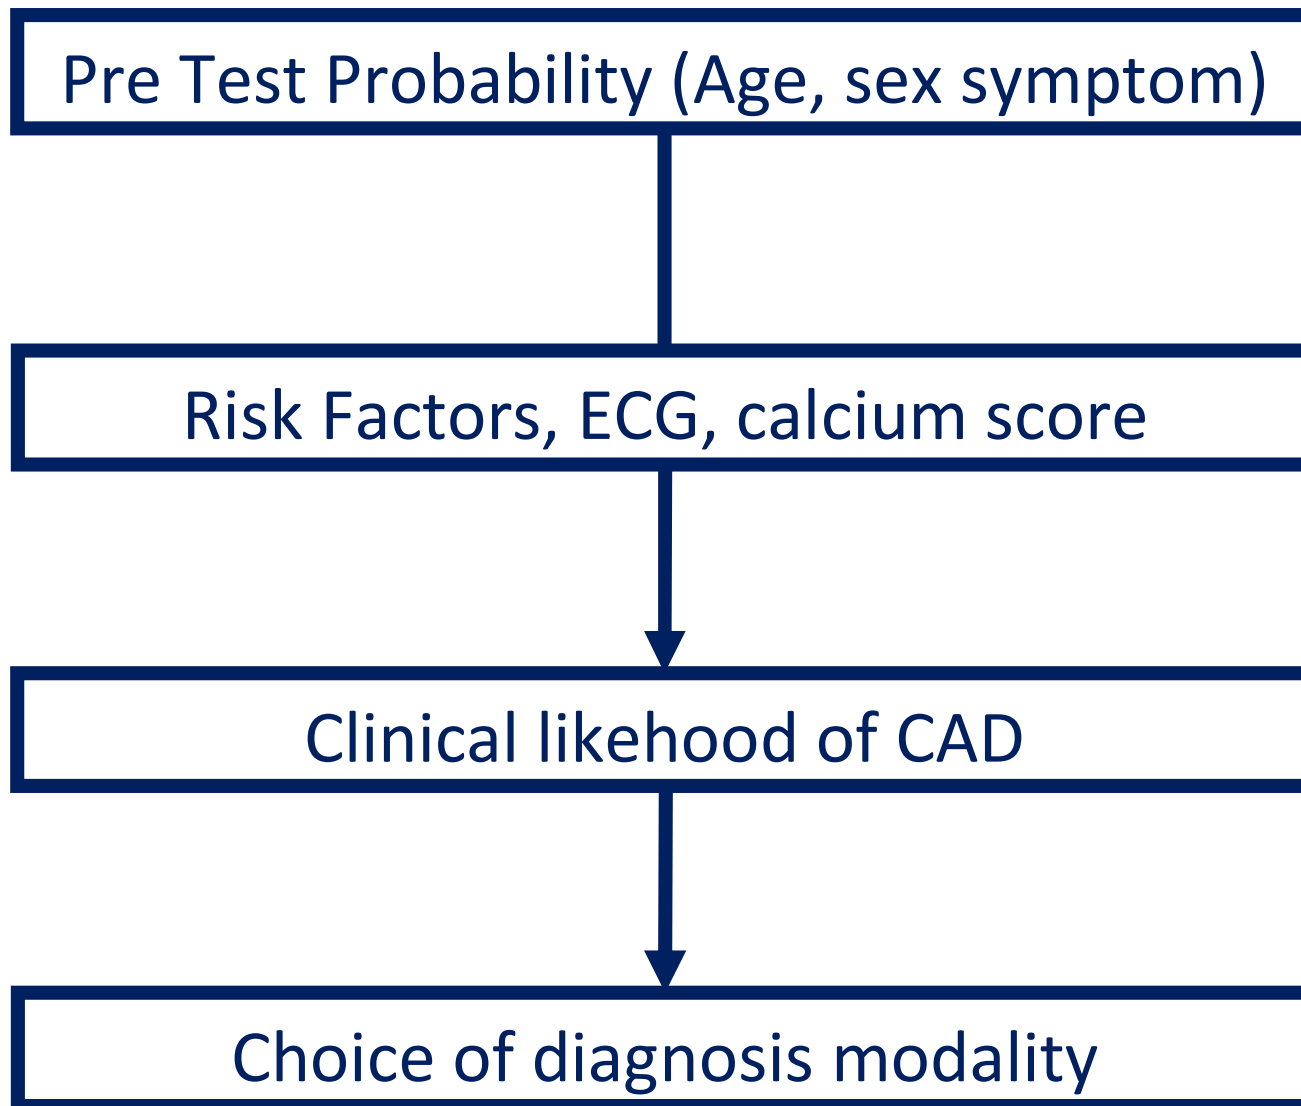 Pre Test Probability (Age, sex symptom)
Risk Factors, ECG, calcium score
Clinical likehood of CAD
Choice of diagnosis modality